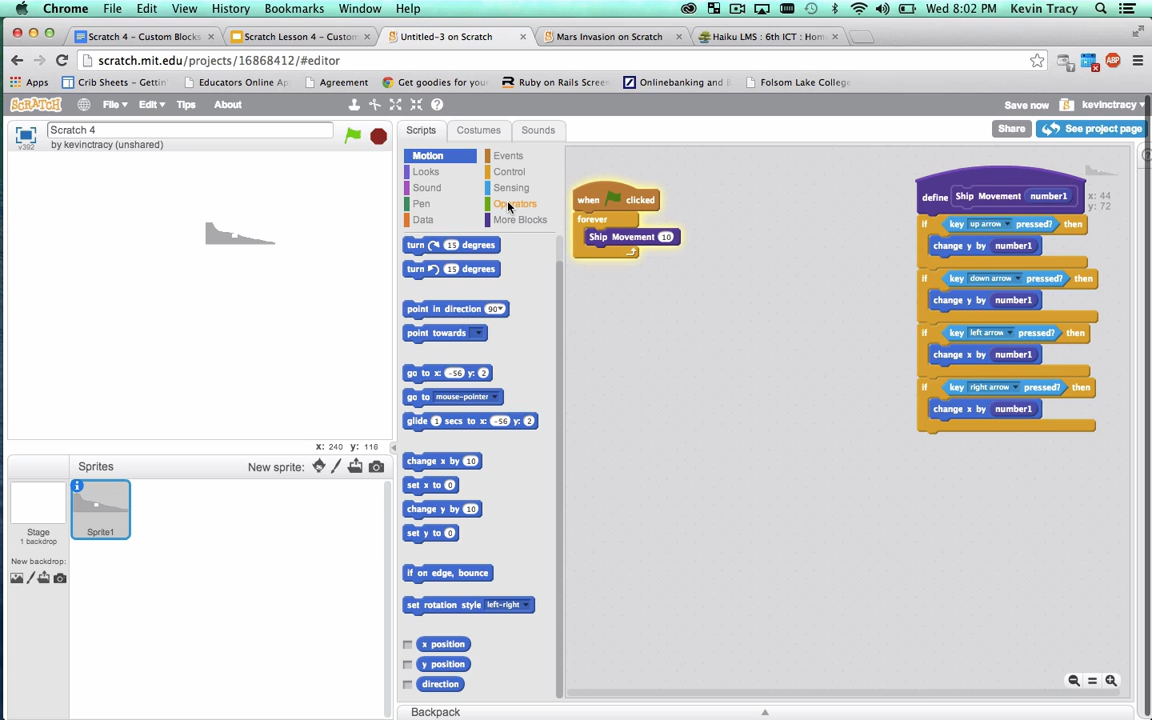 Chrome File Edit View History Bookmarks Window Help Wed 8:02 PM Kevin Tracy
Scratch 4 – Custom Blocks
Scratch Lesson 4 – Custom
Untitled–3 on Scratch
Mars Invasion on Scratch
Haiku LMS : 6th ICT : Hom
scratch.mit.edu/projects/16868412/#editor
Apps Crib Sheets – Gettin Educators Online Ap Agreement Get goodies for your Ruby on Rails Scree Onlinebanking and B Folsom Lake College
SCRATCH File Edit Tips About Save now kevinctracy
Scratch 4
by kevinctracy (unshared)
v392
Scripts Costumes Sounds
Share See project page
Motion Events
Looks Control
Sound Sensing
Pen Operators
Data More Blocks
turn 15 degrees
turn 15 degrees
point in direction 90
point towards
go to x: -56 y: 2
go to mouse-pointer
glide 1 secs to x: -56 y: 2
change x by 10
set x to 0
change y by 10
set y to 0
if on edge, bounce
set rotation style left-right
x position
y position
direction
when clicked
forever
Ship Movement 10
define Ship Movement number1
x: 44
y: 72
if key up arrow pressed? then
change y by number1
if key down arrow pressed? then
change y by number1
if key left arrow pressed? then
change x by number1
if key right arrow pressed? then
change x by number1
x: 240 y: 116
Sprites New sprite:
Stage
1 backdrop
Sprite1
New backdrop:
Backpack